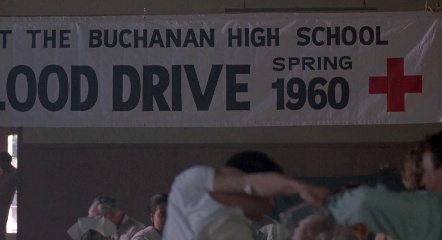 T THE BUCHANAN HIGH SCHOOL
LOOD DRIVE SPRING
1960